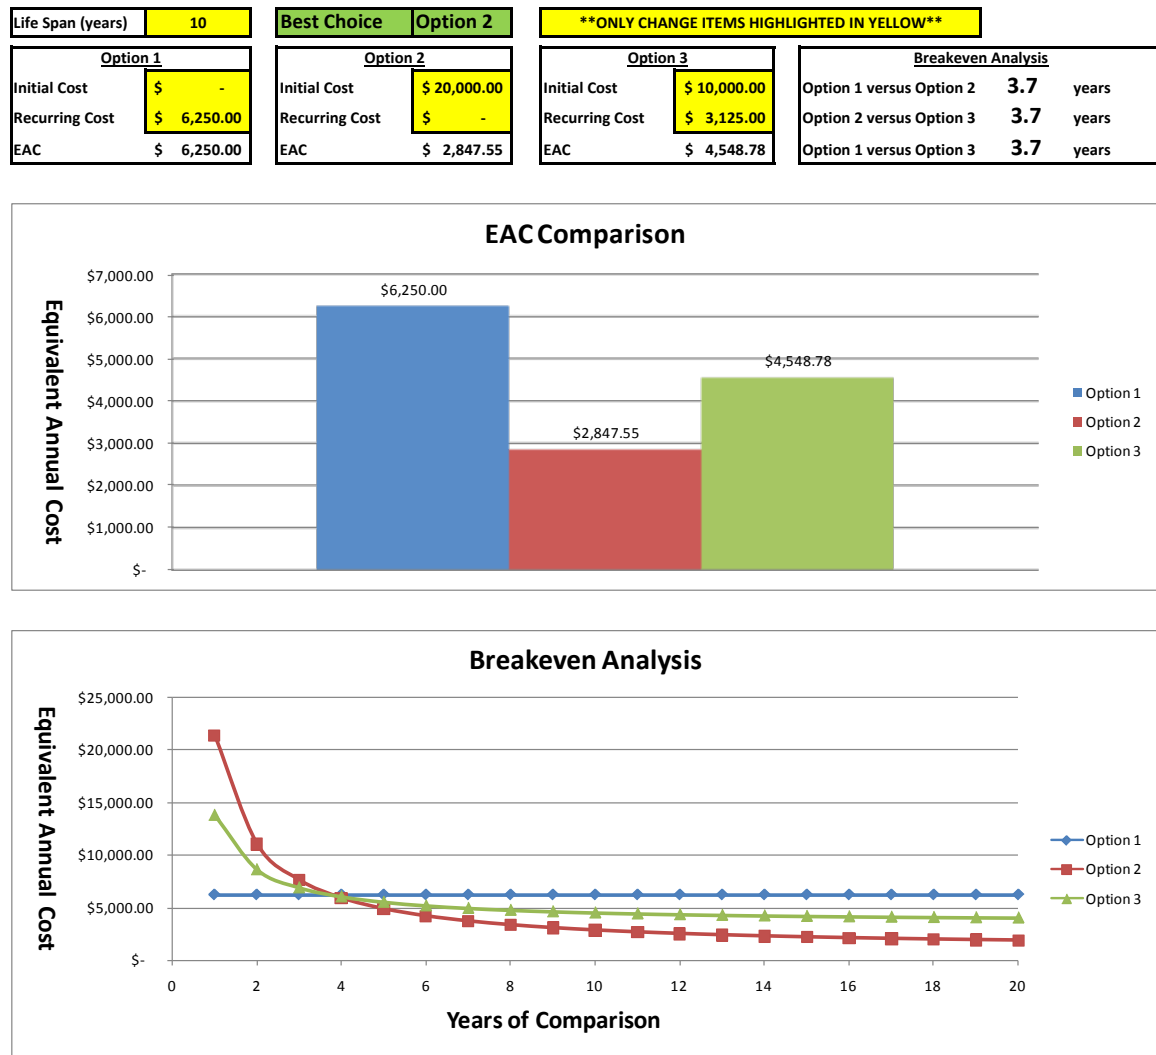 Life Span (years) 10 Best Choice Option 2 **ONLY CHANGE ITEMS HIGHLIGHTED IN YELLOW**
Option 1 Option 2 Option 3 Breakeven Analysis
Initial Cost $ - Initial Cost $ 20,000.00 Initial Cost $ 10,000.00 Option 1 versus Option 2 3.7 years
Recurring Cost $ 6,250.00 Recurring Cost $ - Recurring Cost $ 3,125.00 Option 2 versus Option 3 3.7 years
EAC $ 6,250.00 EAC $ 2,847.55 EAC $ 4,548.78 Option 1 versus Option 3 3.7 years
EAC Comparison
Equivalent Annual Cost
$7,000.00
$6,000.00
$5,000.00
$4,000.00
$3,000.00
$2,000.00
$1,000.00
$-
$6,250.00
$2,847.55
$4,548.78
Option 1
Option 2
Option 3
Breakeven Analysis
Equivalent Annual Cost
$25,000.00
$20,000.00
$15,000.00
$10,000.00
$5,000.00
$-
0 2 4 6 8 10 12 14 16 18 20
Years of Comparison
Option 1
Option 2
Option 3